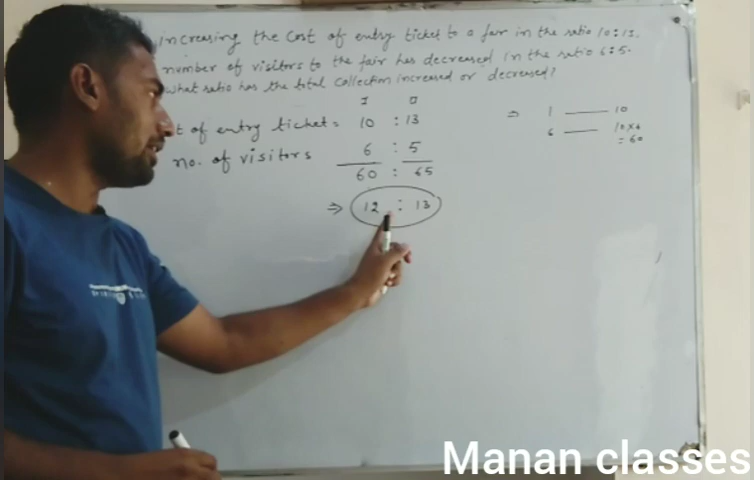 increasing the cost of entry ticket to a fair in the ratio 10:13,
number of visitors to the fair has decreased in the ratio 6:5.
what ratio has the total collection increased or decreased?
I II
t of entry ticket = 10 : 13
no. of visitors 6 : 5
60 : 65
⇒ 12 : 13
⇒ 1 — 10
6 — 10×6
= 60
Manan classes